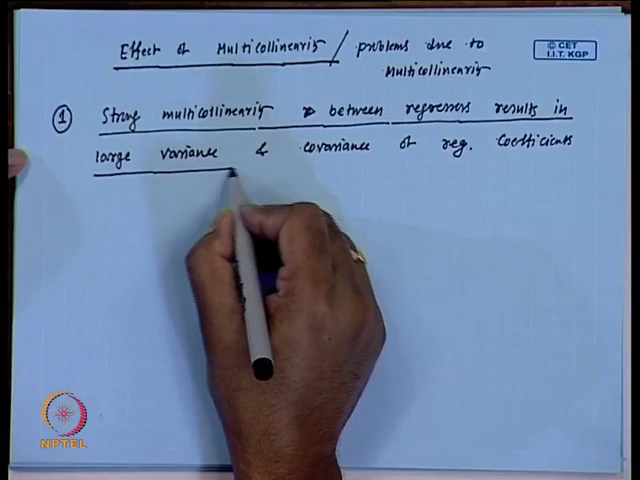 Effect of Multicollinearity / problems due to
Multicollinearity
© CET
I.I.T. KGP
① Strong multicollinearity between regressors results in
large variance & covariance of reg. coefficients
NPTEL